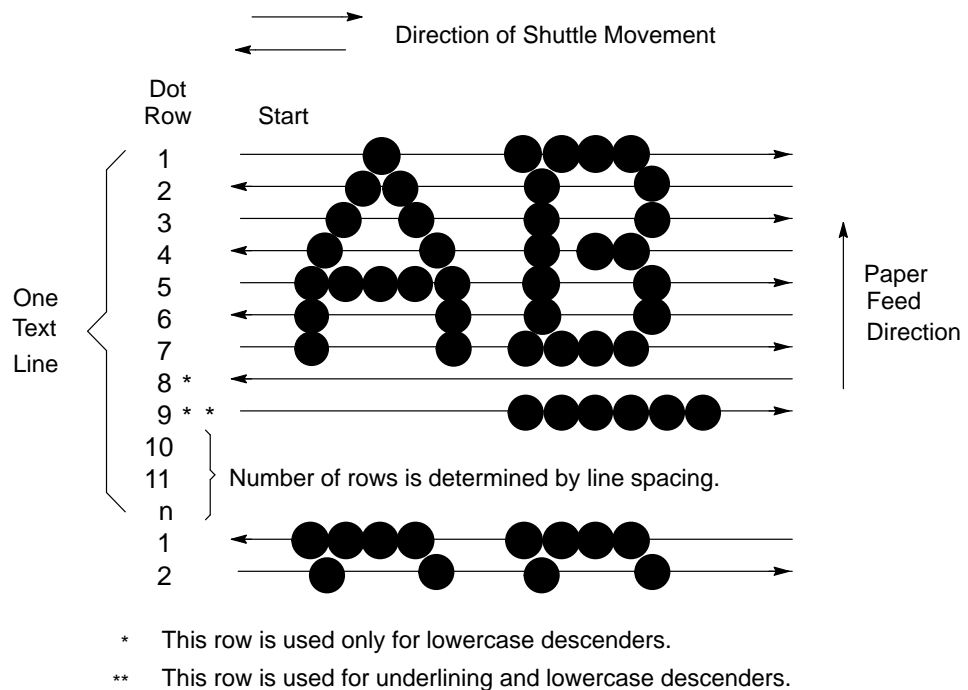 Direction of Shuttle Movement
Dot
Row
Start
1
2
3
4
5
6
7
8 *
9 * *
10
11
n
1
2
One
Text
Line
Paper
Feed
Direction
Number of rows is determined by line spacing.
* This row is used only for lowercase descenders.
** This row is used for underlining and lowercase descenders.